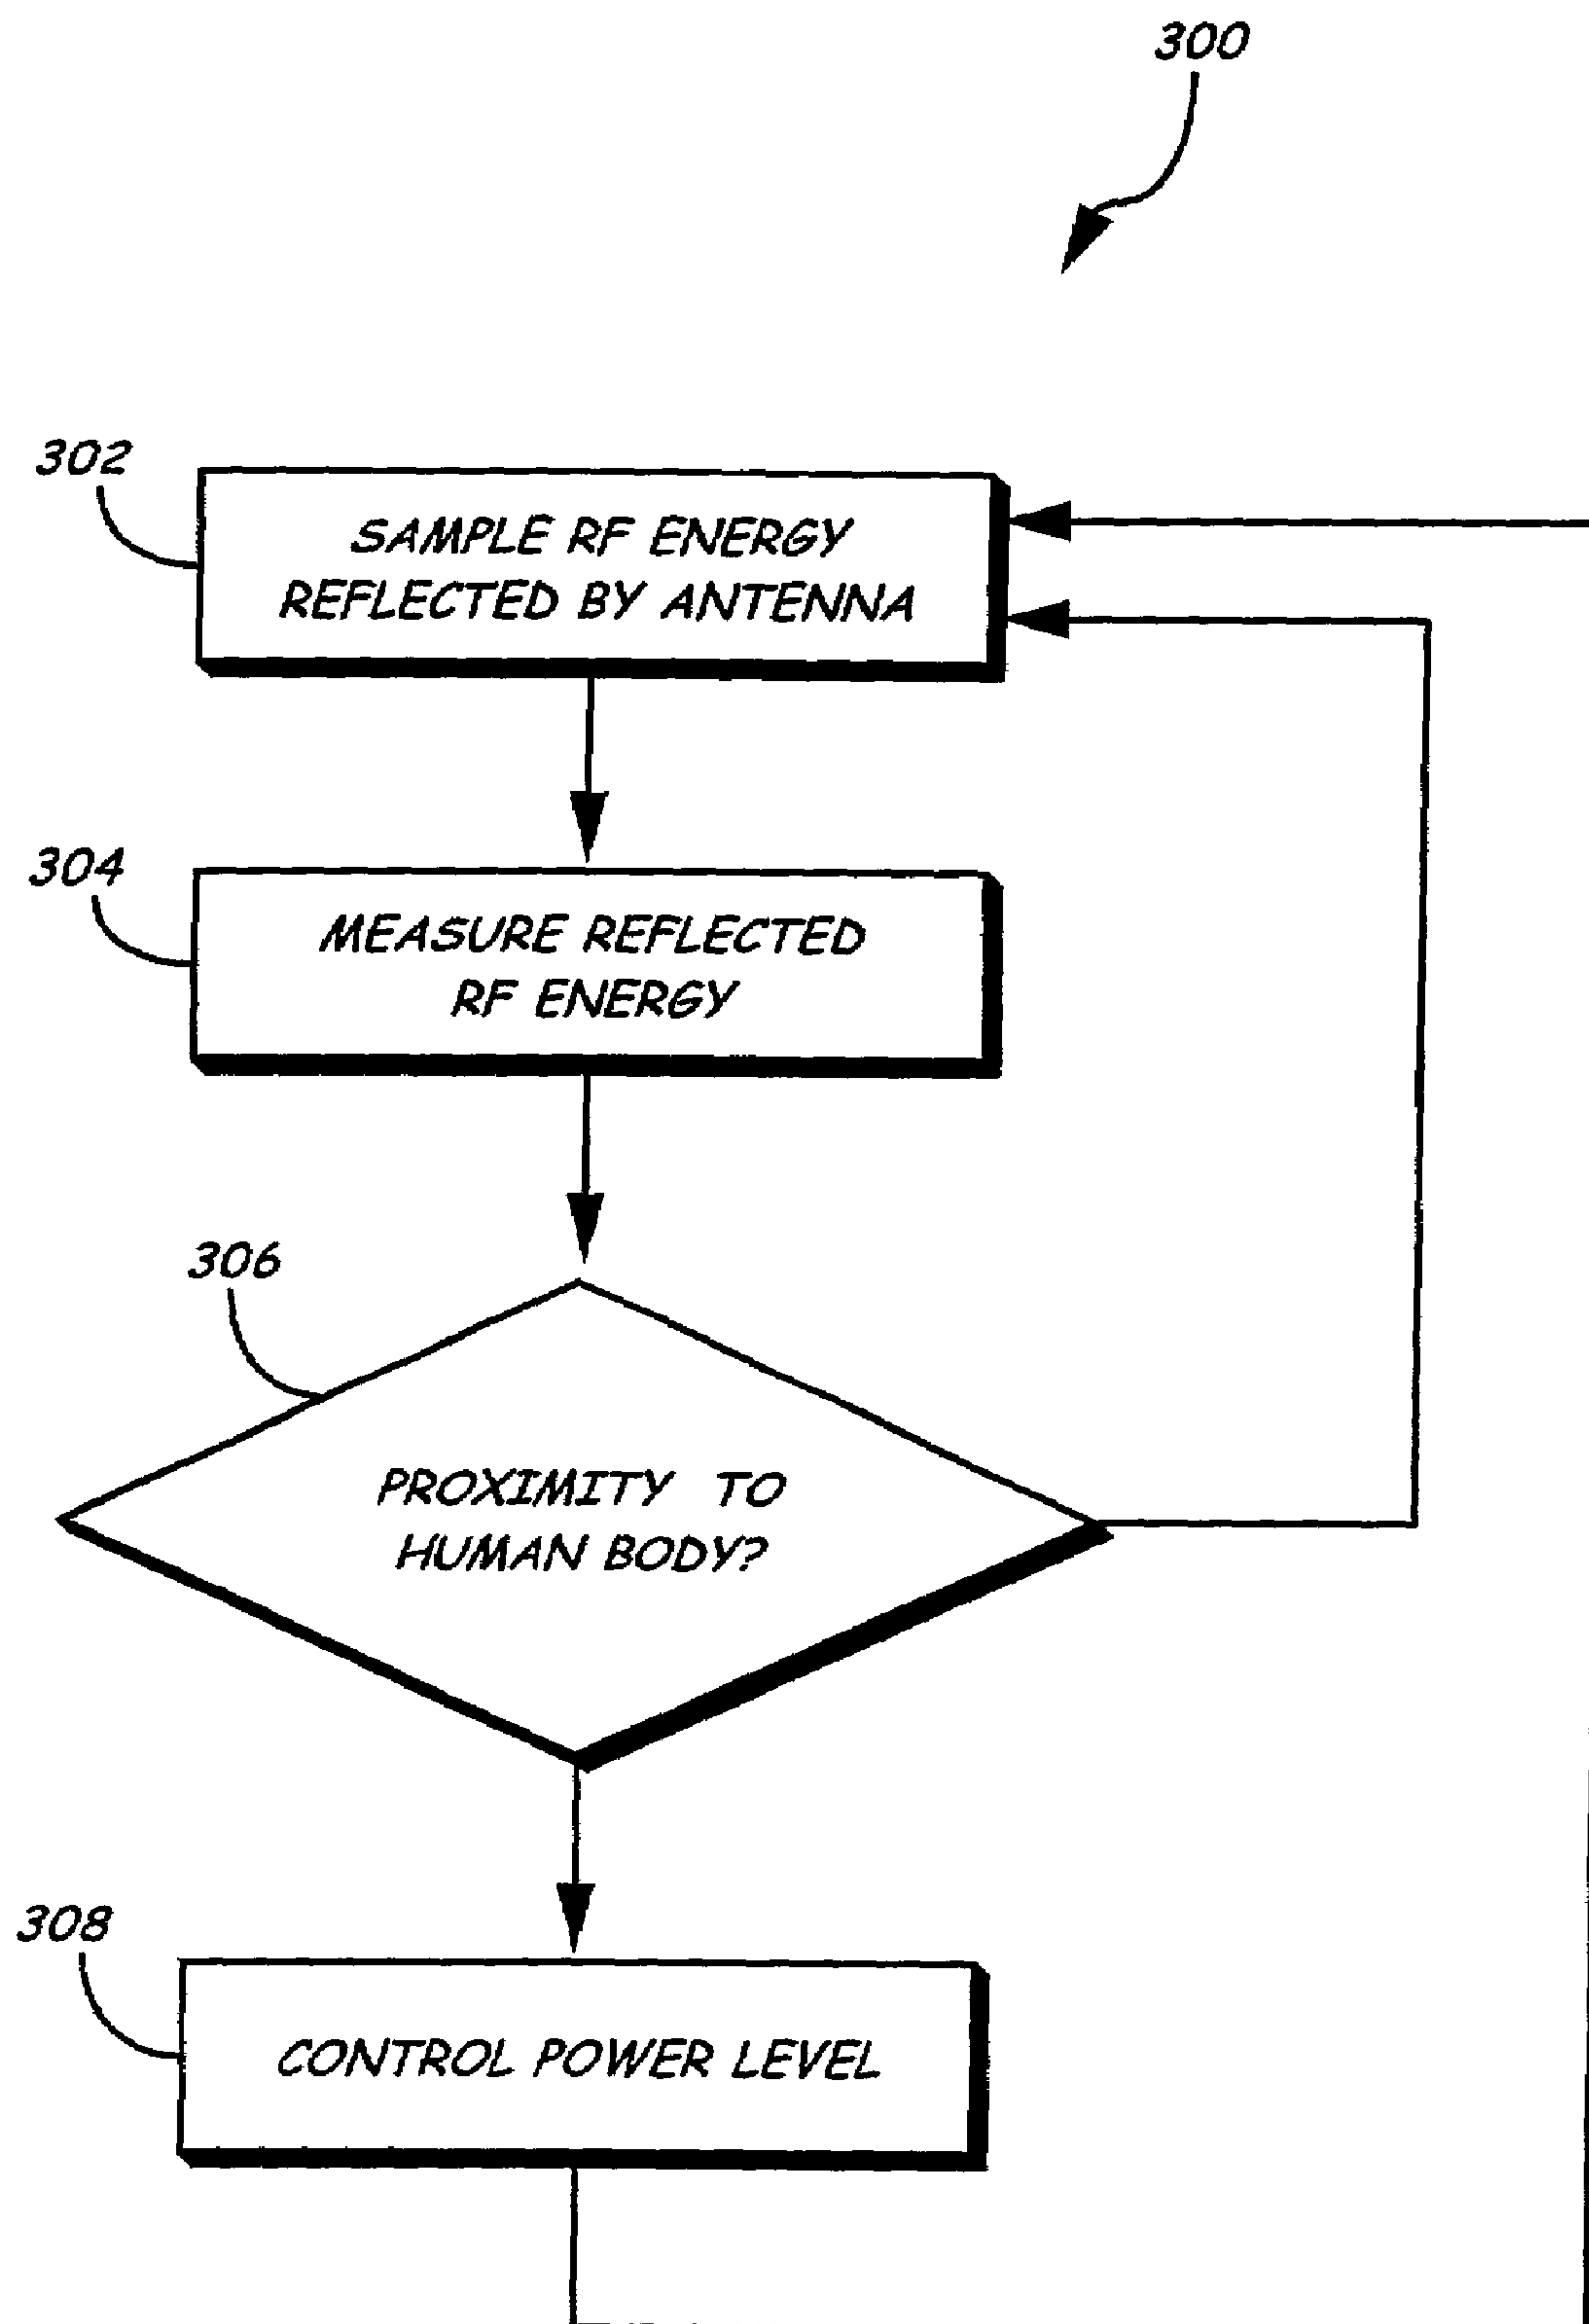 300
302
SAMPLE RF ENERGY
REFLECTED BY ANTENNA
304
MEASURE REFLECTED
RF ENERGY
306
PROXIMITY TO
HUMAN BODY?
308
CONTROL POWER LEVEL